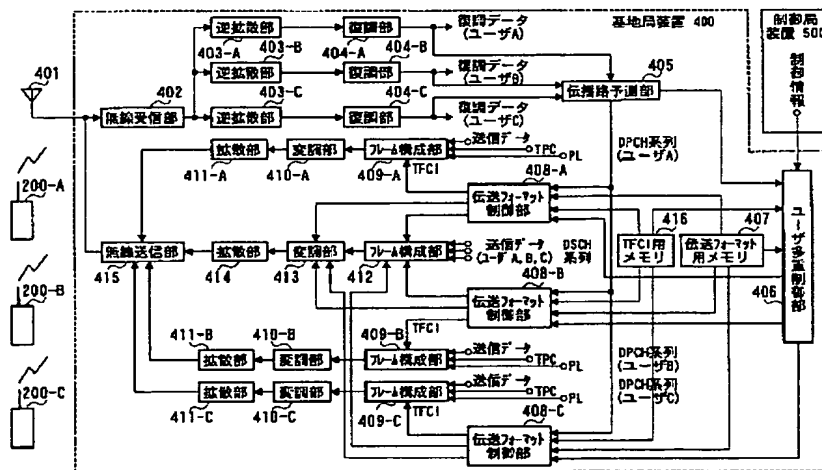 401
402
無線受信部
403-A
逆拡散部
403-B
逆拡散部
403-C
逆拡散部
404-A
復調部
404-B
復調部
404-C
復調部
復調データ
(ユーザA)
復調データ
(ユーザB)
復調データ
(ユーザC)
基地局装置 400
405
伝搬路予測部
制御局
装置 500
制御情報
200-A
200-B
200-C
411-A
拡散部
410-A
変調部
409-A
フレーム構成部
TFCI
送信データ
TPC
PL
DPCH系列
(ユーザA)
408-A
伝送フォーマット
制御部
415
無線送信部
414
拡散部
413
変調部
412
フレーム構成部
送信データ
(ユーザ A, B, C)
DSCH
系列
416
TFCI用
メモリ
407
伝送フォーマット
用メモリ
406
ユーザ多重制御部
408-B
伝送フォーマット
制御部
411-B
拡散部
410-B
変調部
409-B
フレーム構成部
TFCI
送信データ
TPC
PL
DPCH系列
(ユーザB)
411-C
拡散部
410-C
変調部
409-C
フレーム構成部
TFCI
送信データ
TPC
PL
DPCH系列
(ユーザC)
408-C
伝送フォーマット
制御部